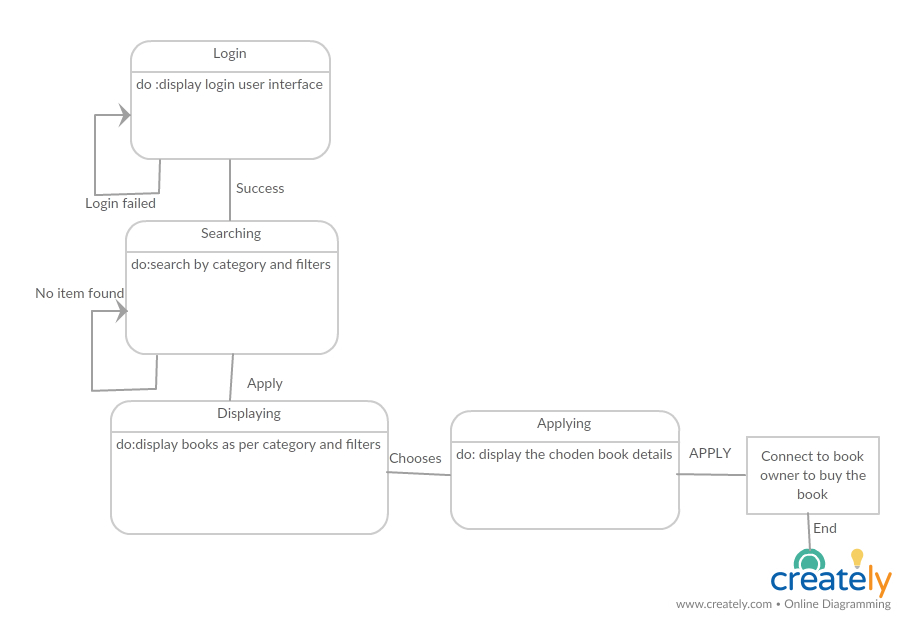 Login
do :display login user interface
Success
Login failed
Searching
do:search by category and filters
No item found
Apply
Displaying
do:display books as per category and filters
Chooses
Applying
do: display the choden book details
APPLY
Connect to book
owner to buy the
book
End
creately
www.creately.com • Online Diagramming